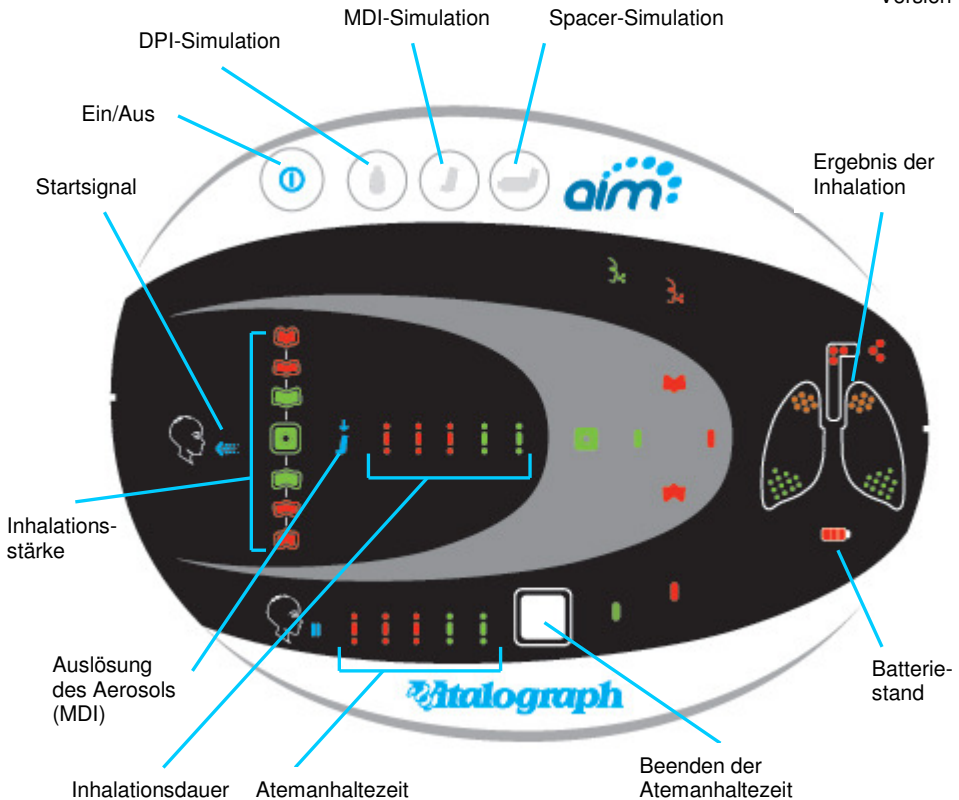 Version
MDI-Simulation
Spacer-Simulation
DPI-Simulation
Ein/Aus
Startsignal
Ergebnis der
Inhalation
aim
Inhalations-
stärke
Auslösung
des Aerosols
(MDI)
Vitalograph
Batterie-
stand
Inhalationsdauer
Atemanhaltezeit
Beenden der
Atemanhaltezeit